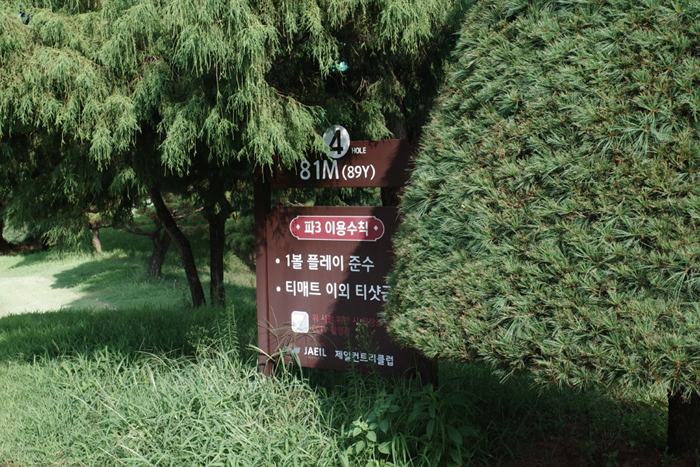 4 HOLE
81M(89Y)
파3 이용수칙
• 1볼 플레이 준수
• 티매트 이외 티샷금
JAEIL 제일컨트리클럽